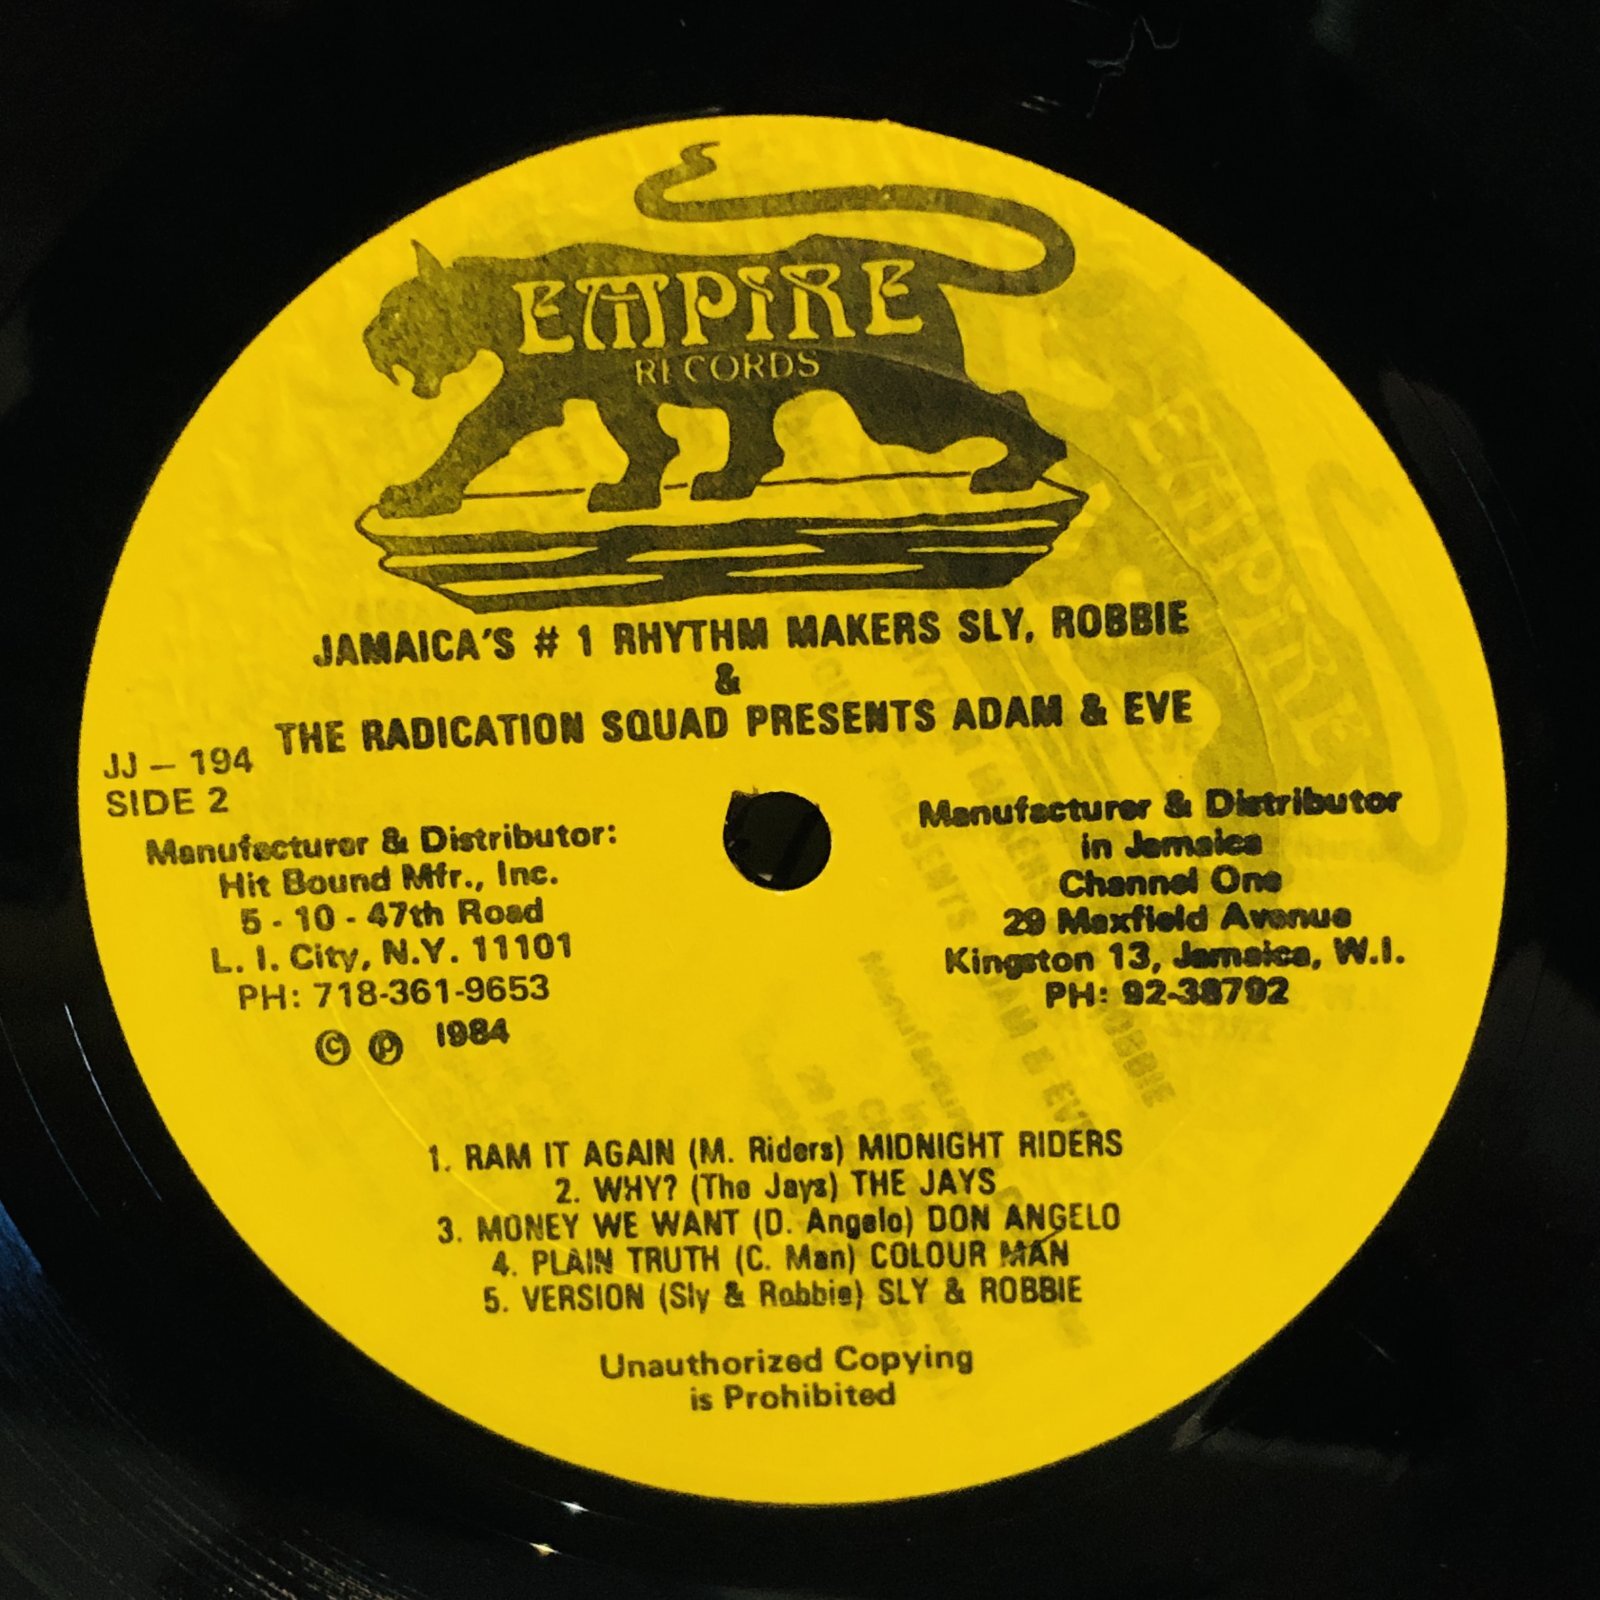 EMPIRE
RECORDS
JAMAICA'S # 1 RHYTHM MAKERS SLY, ROBBIE
&
THE RADICATION SQUAD PRESENTS ADAM & EVE
JJ — 194
SIDE 2
Manufacturer & Distributor:
Hit Bound Mfr., Inc.
5 - 10 - 47th Road
L. I. City, N.Y. 11101
PH: 718-361-9653
© ℗ 1984
Manufacturer & Distributor
in Jamaica
Channel One
29 Maxfield Avenue
Kingston 13, Jamaica, W.I.
PH: 92-38792
1. RAM IT AGAIN (M. Riders) MIDNIGHT RIDERS
2. WHY? (The Jays) THE JAYS
3. MONEY WE WANT (D. Angelo) DON ANGELO
4. PLAIN TRUTH (C. Man) COLOUR MAN
5. VERSION (Sly & Robbie) SLY & ROBBIE
Unauthorized Copying
is Prohibited